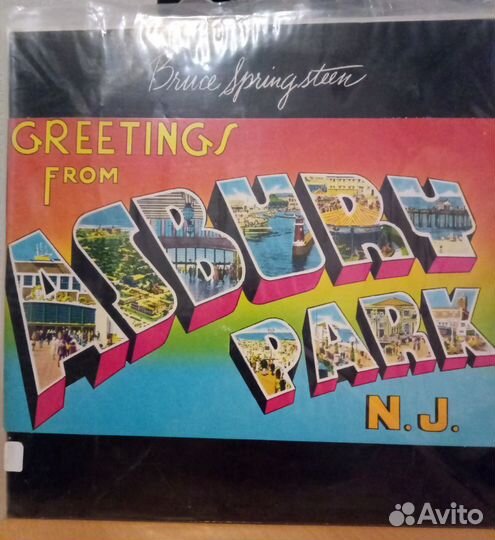 Bruce Springsteen
GREETINGS
FROM
ASBURY
PARK
N.J.
Avito